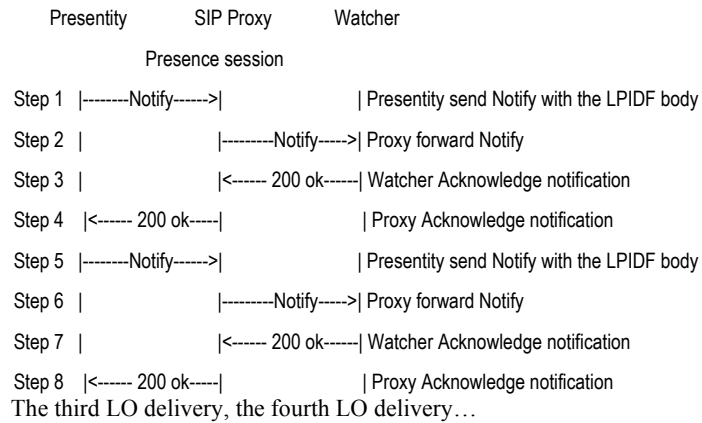 Presentity SIP Proxy Watcher
Presence session
Step 1 |--------Notify------>| | Presentity send Notify with the LPIDF body
Step 2 | |---------Notify----->| Proxy forward Notify
Step 3 | |<------ 200 ok------| Watcher Acknowledge notification
Step 4 |<------ 200 ok-----| | Proxy Acknowledge notification
Step 5 |--------Notify------>| | Presentity send Notify with the LPIDF body
Step 6 | |---------Notify----->| Proxy forward Notify
Step 7 | |<------ 200 ok------| Watcher Acknowledge notification
Step 8 |<------ 200 ok-----| | Proxy Acknowledge notification
The third LO delivery, the fourth LO delivery…